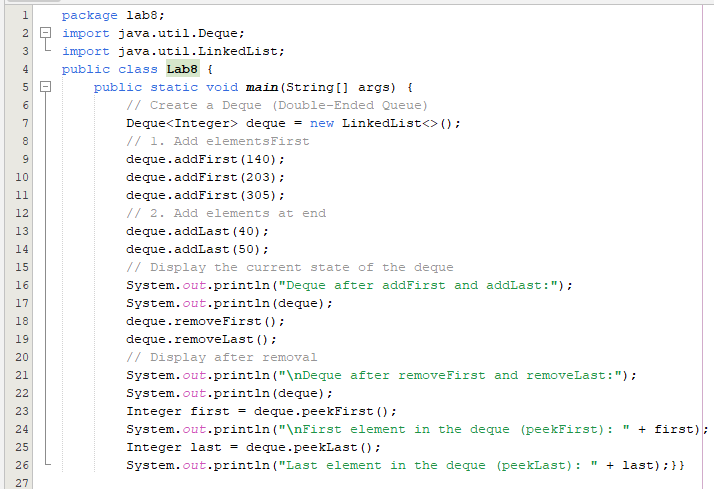 1 package lab8;
2 import java.util.Deque;
3 import java.util.LinkedList;
4 public class Lab8 {
5 public static void main(String[] args) {
6 // Create a Deque (Double-Ended Queue)
7 Deque<Integer> deque = new LinkedList<>();
8 // 1. Add elementsFirst
9 deque.addFirst(140);
10 deque.addFirst(203);
11 deque.addFirst(305);
12 // 2. Add elements at end
13 deque.addLast(40);
14 deque.addLast(50);
15 // Display the current state of the deque
16 System.out.println("Deque after addFirst and addLast:");
17 System.out.println(deque);
18 deque.removeFirst();
19 deque.removeLast();
20 // Display after removal
21 System.out.println("\nDeque after removeFirst and removeLast:");
22 System.out.println(deque);
23 Integer first = deque.peekFirst();
24 System.out.println("\nFirst element in the deque (peekFirst): " + first);
25 Integer last = deque.peekLast();
26 System.out.println("Last element in the deque (peekLast): " + last);}}
27